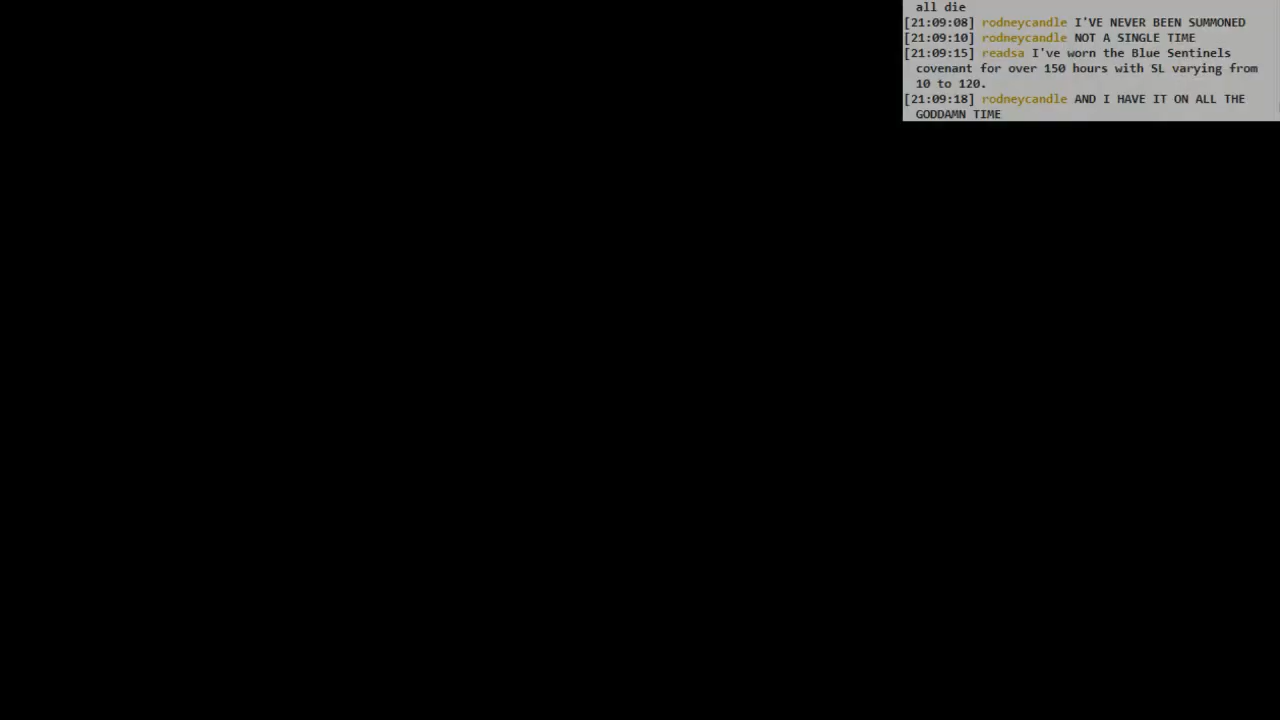 all die
[21:09:08] rodneycandle I'VE NEVER BEEN SUMMONED
[21:09:10] rodneycandle NOT A SINGLE TIME
[21:09:15] readsa I've worn the Blue Sentinels
covenant for over 150 hours with SL varying from
10 to 120.
[21:09:18] rodneycandle AND I HAVE IT ON ALL THE
GODDAMN TIME